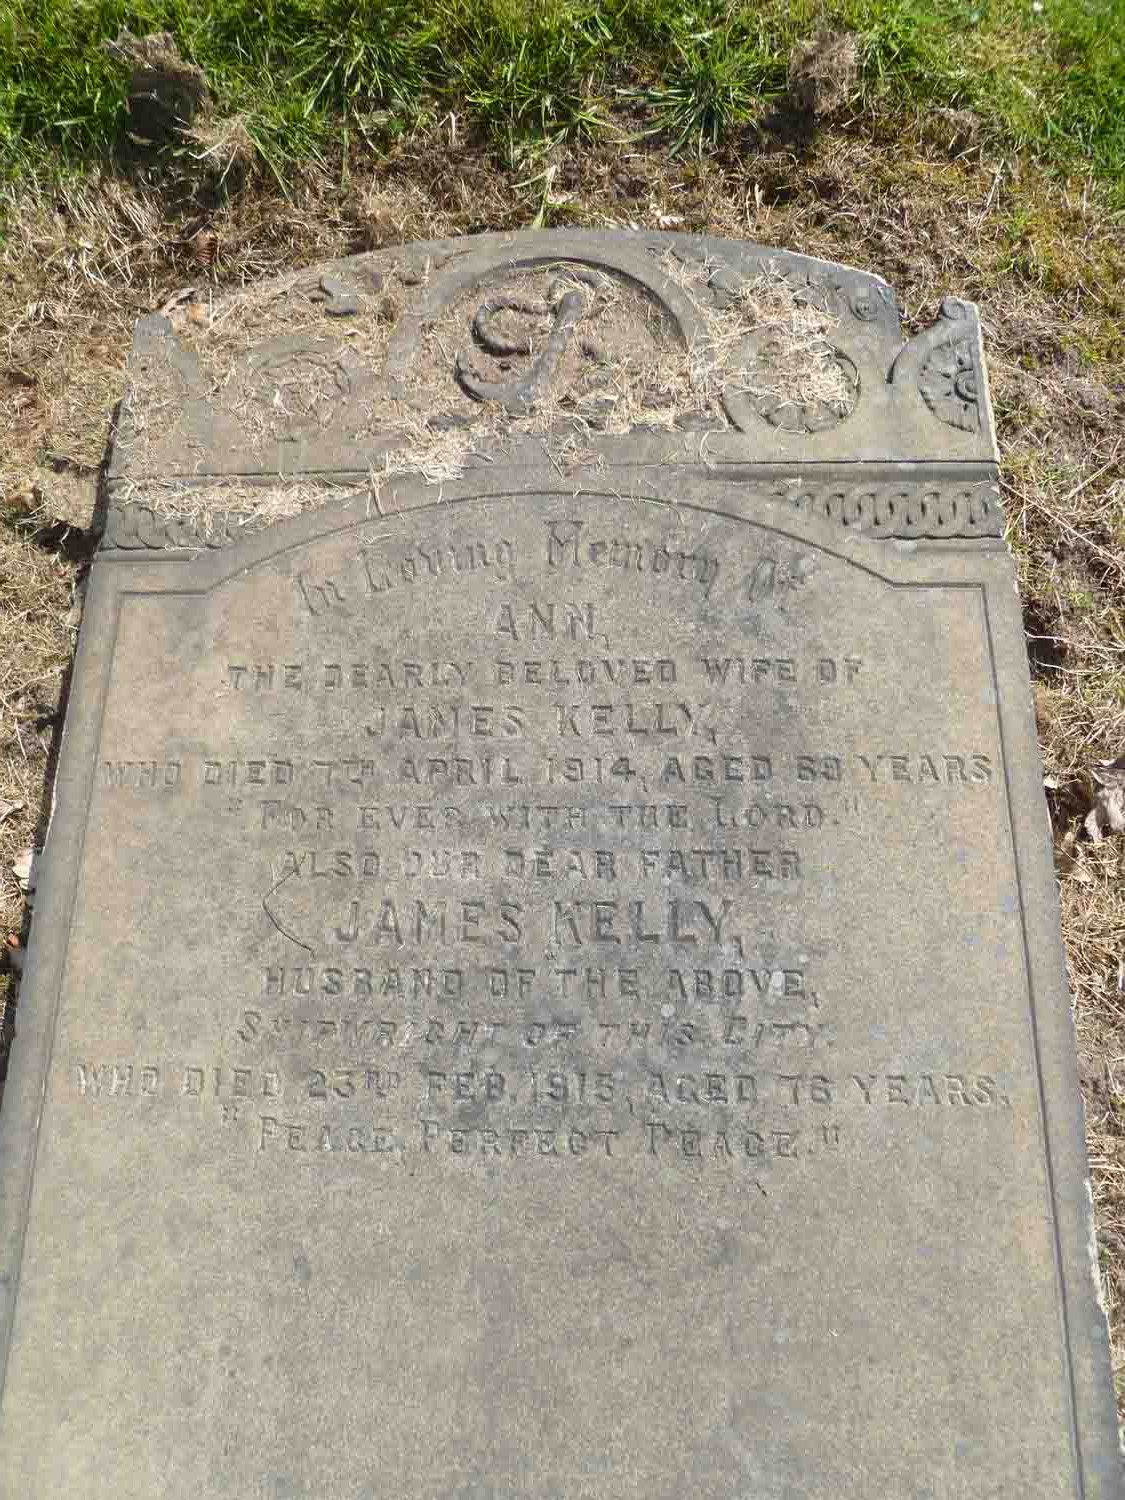 In Loving Memory Of
ANN,
THE DEARLY BELOVED WIFE OF
JAMES KELLY,
WHO DIED 7TH APRIL 1914, AGED 69 YEARS
"FOR EVER WITH THE LORD."
ALSO OUR DEAR FATHER
JAMES KELLY,
HUSBAND OF THE ABOVE,
SHIPWRIGHT OF THIS CITY.
WHO DIED 23RD FEB. 1915, AGED 76 YEARS.
"PEACE, PERFECT PEACE."